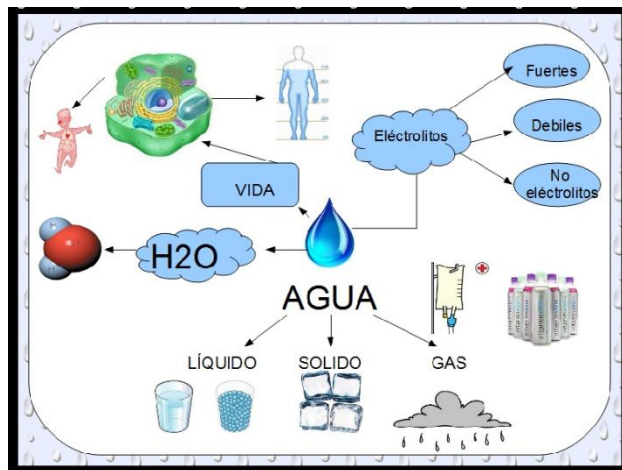 Fuertes
Eléctrolitos
Debiles
No
eléctrolitos
VIDA
H2O
AGUA
LÍQUIDO
SOLIDO
GAS